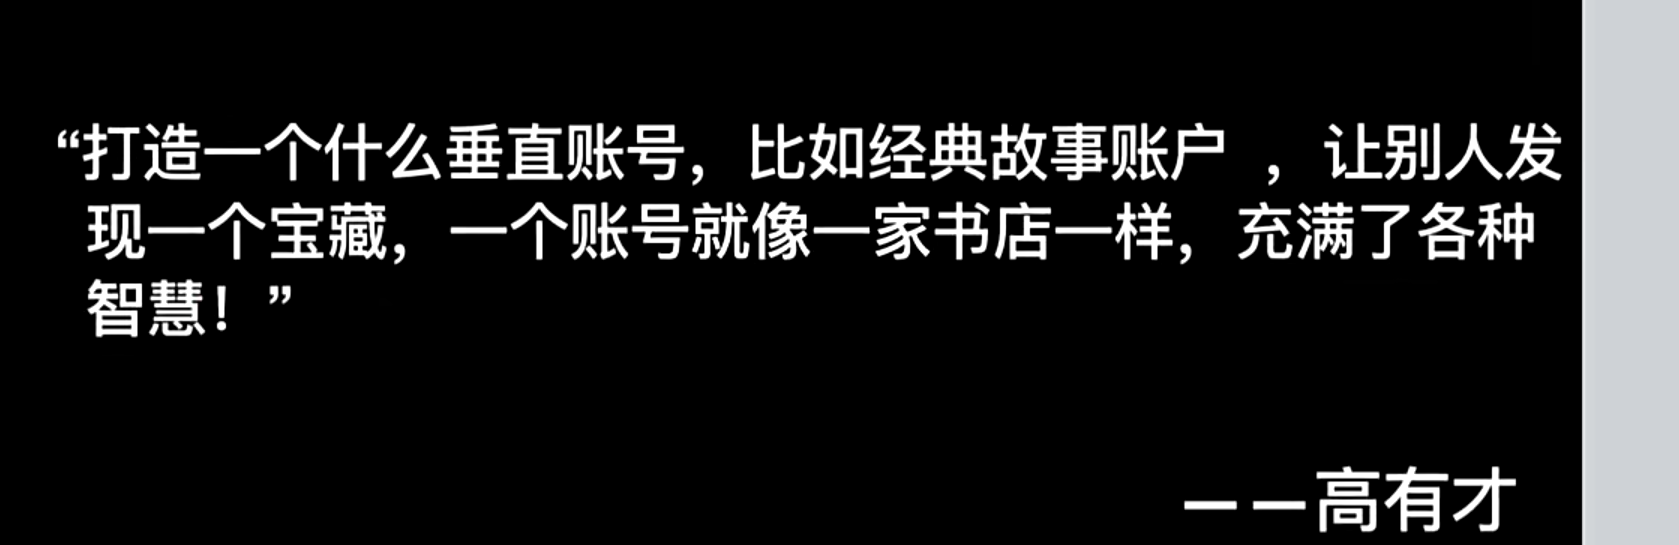 “打造一个什么垂直账号，比如经典故事账户 ，让别人发
现一个宝藏，一个账号就像一家书店一样，充满了各种
智慧！”
——高有才